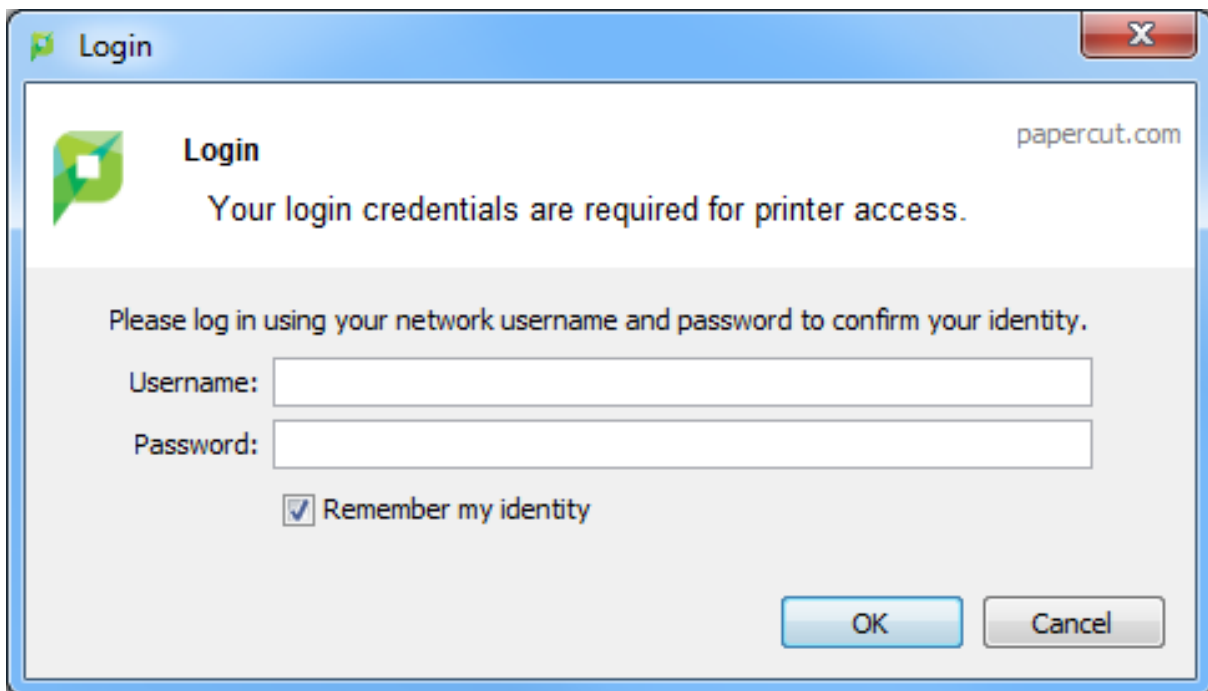 Login
papercut.com
Login
Your login credentials are required for printer access.
Please log in using your network username and password to confirm your identity.
Username:
Password:
Remember my identity
OK Cancel